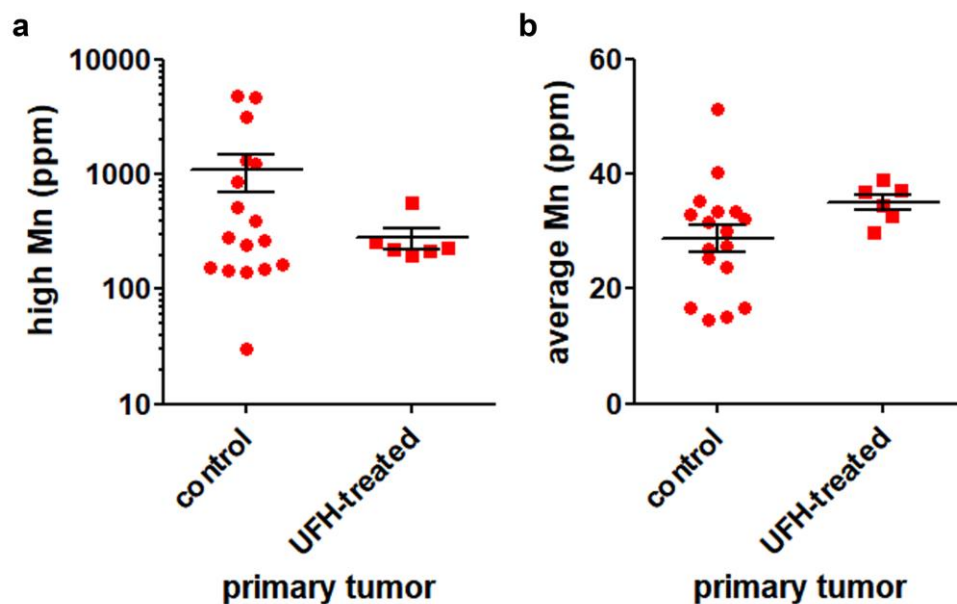 a
high Mn (ppm)
10000
1000
100
10
control
UFH-treated
primary tumor
b
average Mn (ppm)
60
40
20
0
control
UFH-treated
primary tumor